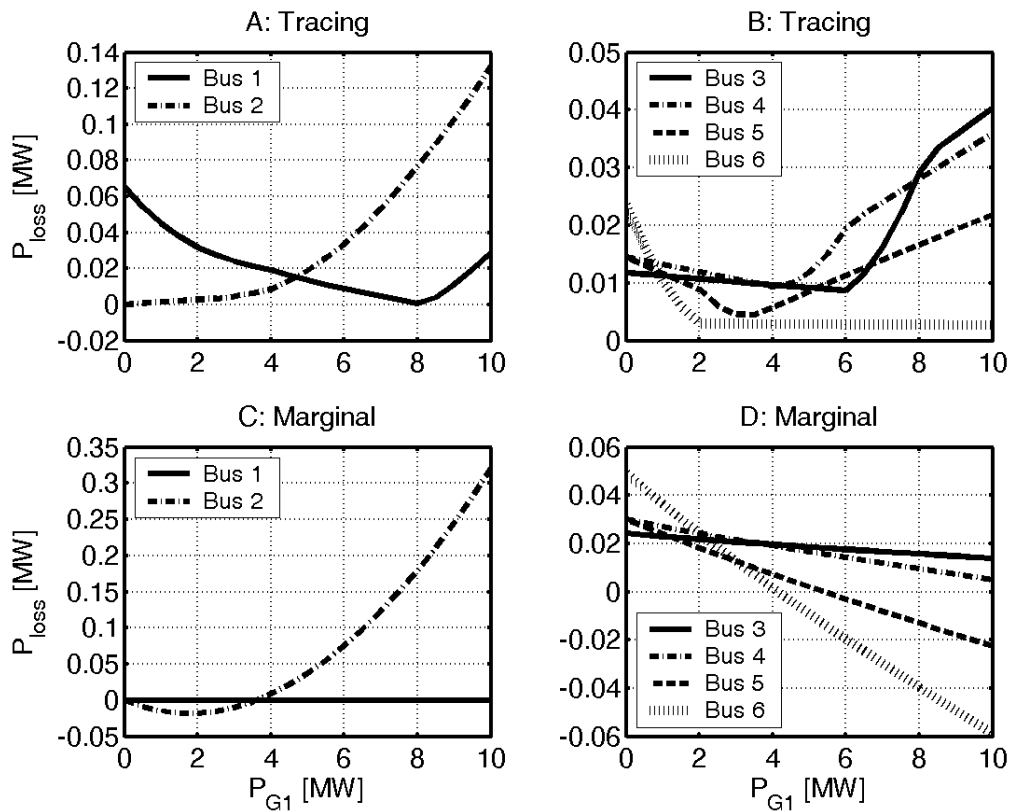 A: Tracing
0.14
0.12
0.1
0.08
0.06
0.04
0.02
0
-0.02
P_loss [MW]
Bus 1
Bus 2
0 2 4 6 8 10
B: Tracing
0.05
0.04
0.03
0.02
0.01
0
Bus 3
Bus 4
Bus 5
Bus 6
0 2 4 6 8 10
C: Marginal
0.35
0.3
0.25
0.2
0.15
0.1
0.05
0
-0.05
P_loss [MW]
Bus 1
Bus 2
0 2 4 6 8 10
P_G1 [MW]
D: Marginal
0.06
0.04
0.02
0
-0.02
-0.04
-0.06
Bus 3
Bus 4
Bus 5
Bus 6
0 2 4 6 8 10
P_G1 [MW]